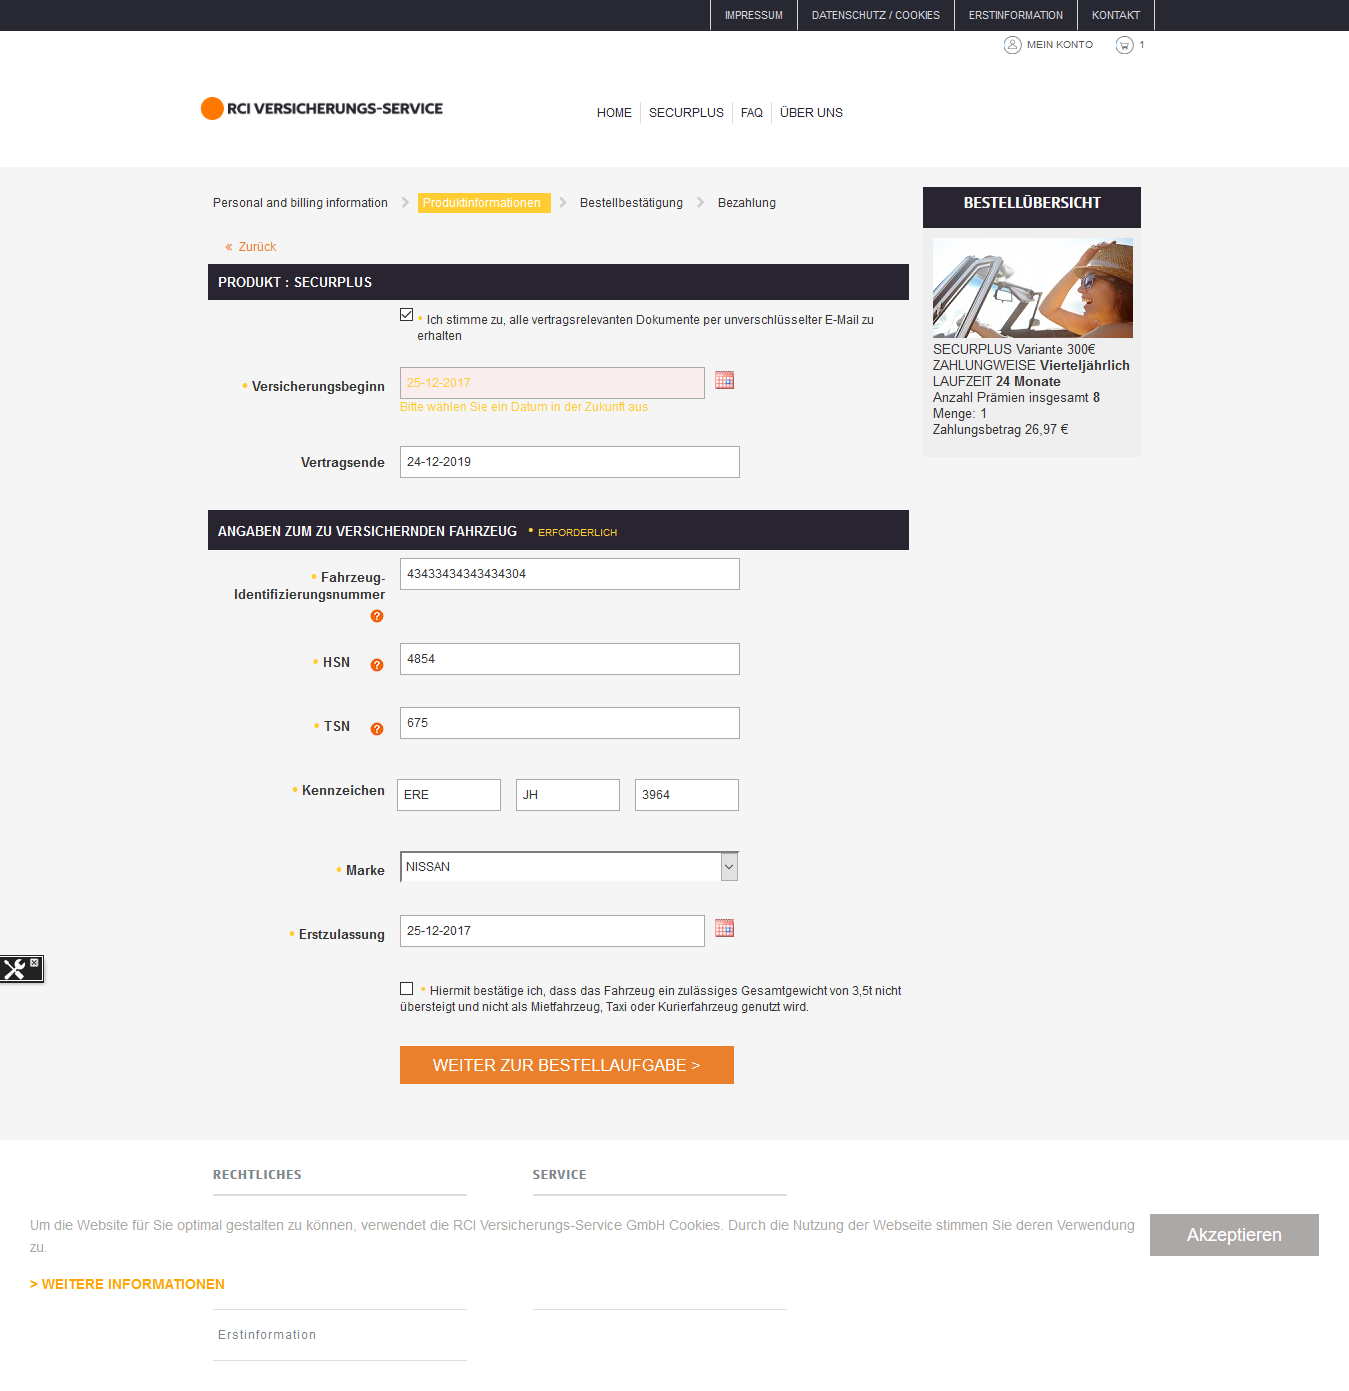 IMPRESSUM
DATENSCHUTZ / COOKIES
ERSTINFORMATION
KONTAKT
MEIN KONTO
1
RCI VERSICHERUNGS-SERVICE
HOME
SECURPLUS
FAQ
ÜBER UNS
Personal and billing information
Produktinformationen
Bestellbestätigung
Bezahlung
« Zurück
PRODUKT : SECURPLUS
• Ich stimme zu, alle vertragsrelevanten Dokumente per unverschlüsselter E-Mail zu
erhalten
• Versicherungsbeginn
25-12-2017
Bitte wählen Sie ein Datum in der Zukunft aus
Vertragsende
24-12-2019
ANGABEN ZUM ZU VERSICHERNDEN FAHRZEUG • ERFORDERLICH
• Fahrzeug-
Identifizierungsnummer
?
43433434343434304
• HSN ?
4854
• TSN ?
675
• Kennzeichen
ERE
JH
3964
• Marke
NISSAN
• Erstzulassung
25-12-2017
• Hiermit bestätige ich, dass das Fahrzeug ein zulässiges Gesamtgewicht von 3,5t nicht
übersteigt und nicht als Mietfahrzeug, Taxi oder Kurierfahrzeug genutzt wird.
WEITER ZUR BESTELLAUFGABE >
BESTELLÜBERSICHT
SECURPLUS Variante 300€
ZAHLUNGWEISE Vierteljährlich
LAUFZEIT 24 Monate
Anzahl Prämien insgesamt 8
Menge: 1
Zahlungsbetrag 26,97 €
RECHTLICHES
SERVICE
Um die Website für Sie optimal gestalten zu können, verwendet die RCI Versicherungs-Service GmbH Cookies. Durch die Nutzung der Webseite stimmen Sie deren Verwendung
zu.
Akzeptieren
> WEITERE INFORMATIONEN
Erstinformation